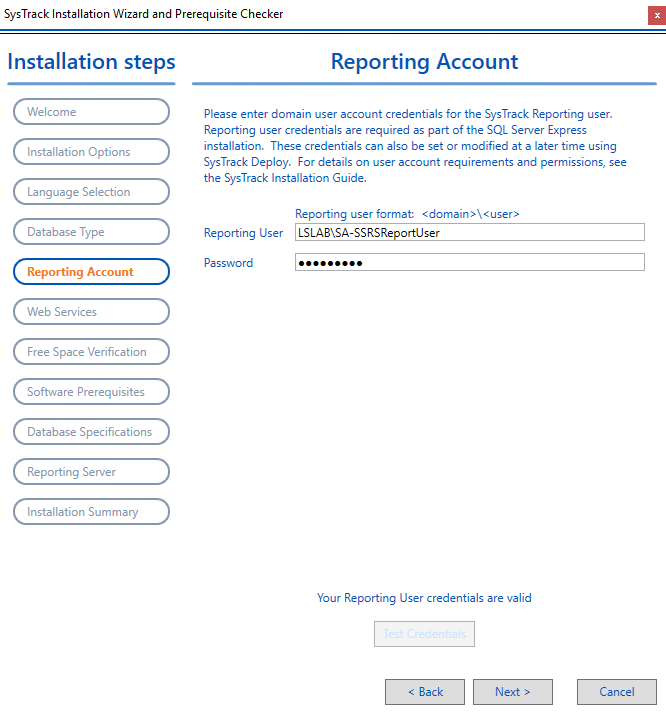 SysTrack Installation Wizard and Prerequisite Checker
x
Installation steps
Welcome
Installation Options
Language Selection
Database Type
Reporting Account
Web Services
Free Space Verification
Software Prerequisites
Database Specifications
Reporting Server
Installation Summary
Reporting Account
Please enter domain user account credentials for the SysTrack Reporting user.
Reporting user credentials are required as part of the SQL Server Express
installation.  These credentials can also be set or modified at a later time using
SysTrack Deploy.  For details on user account requirements and permissions, see
the SysTrack Installation Guide.
Reporting user format:  <domain>\<user>
Reporting User LSLAB\SA-SSRSReportUser
Password ●●●●●●●●●
Your Reporting User credentials are valid
Test Credentials
< Back Next > Cancel